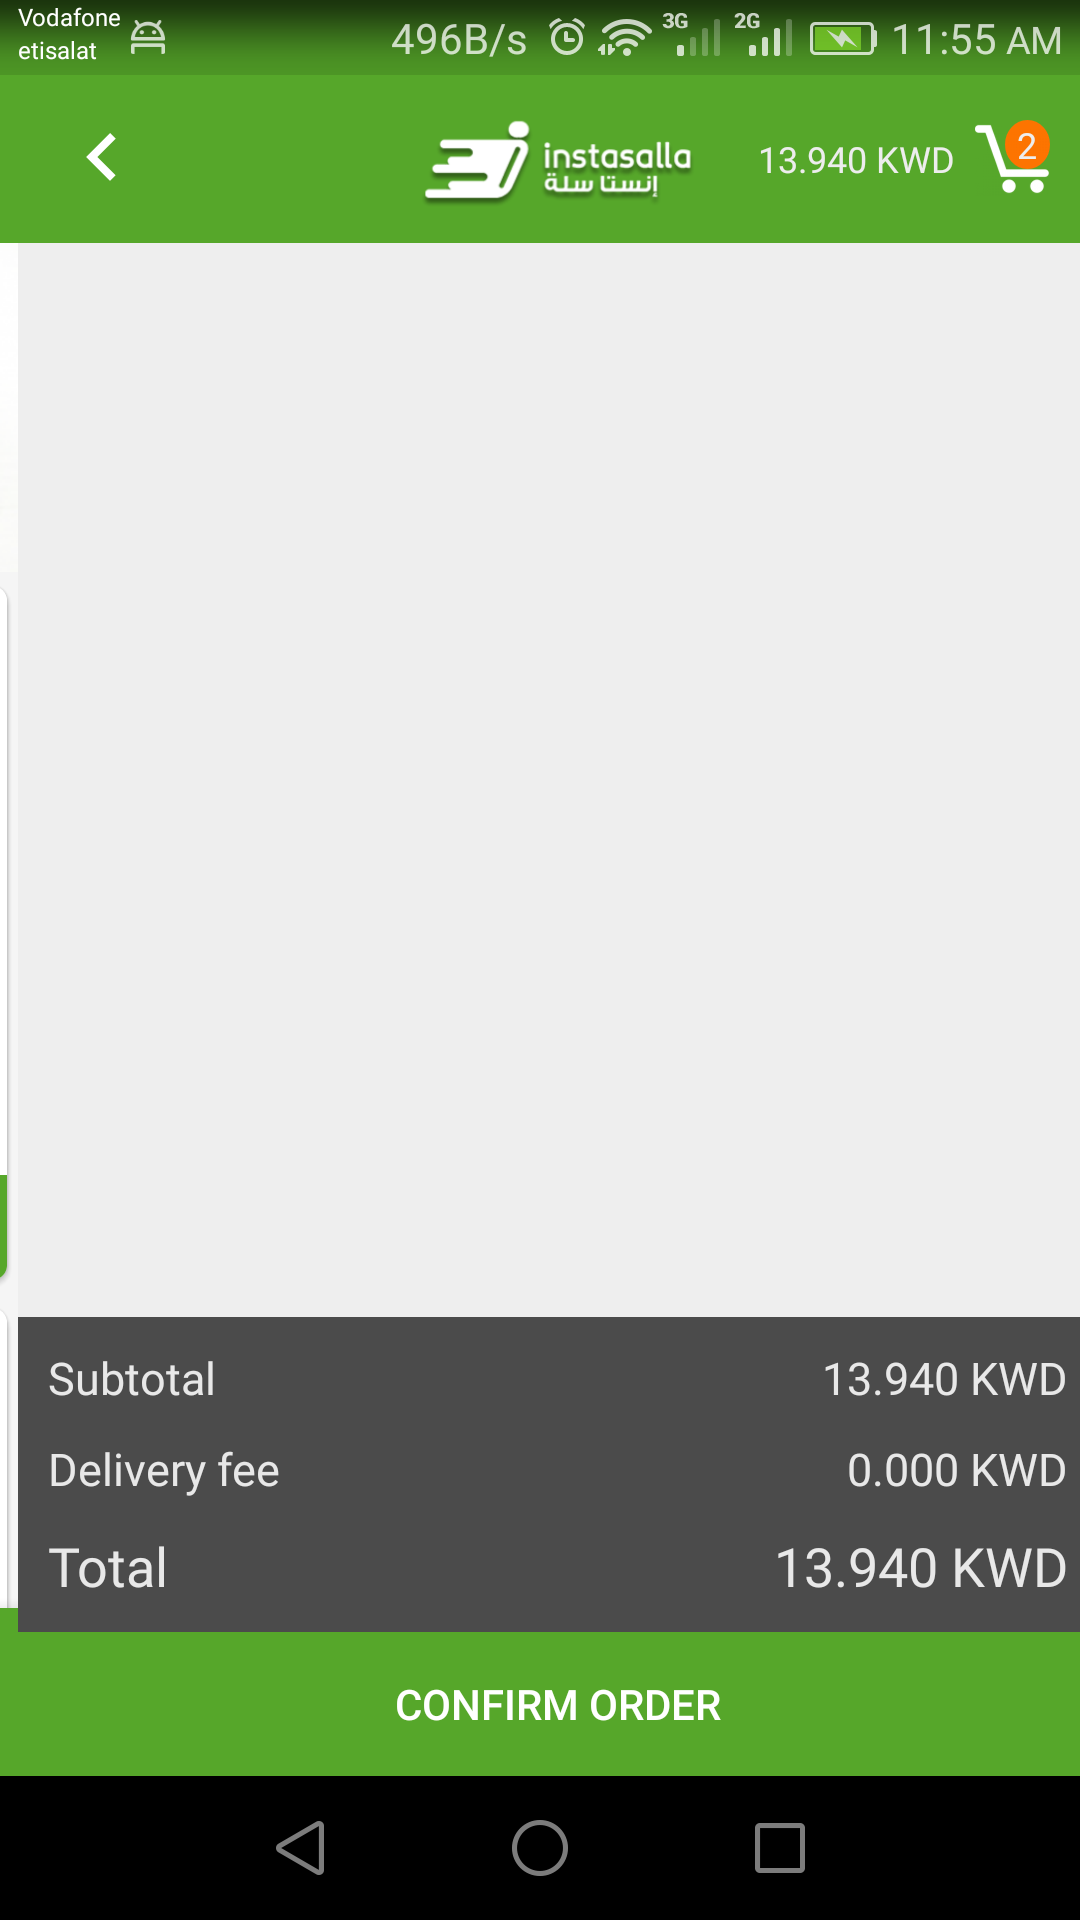 Vodafone
etisalat
496B/s 3G 2G 11:55 AM
instasalla
إنستا سلة
13.940 KWD 2
Subtotal 13.940 KWD
Delivery fee 0.000 KWD
Total 13.940 KWD
CONFIRM ORDER